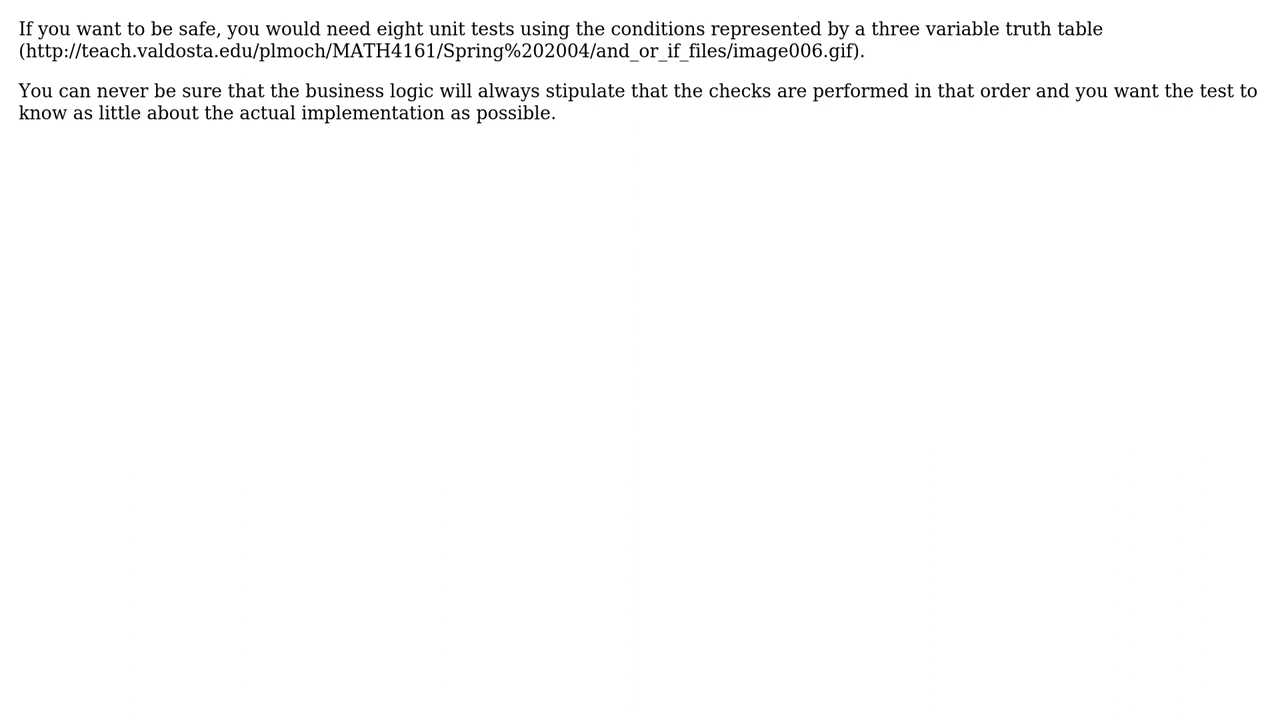 If you want to be safe, you would need eight unit tests using the conditions represented by a three variable truth table
(http://teach.valdosta.edu/plmoch/MATH4161/Spring%202004/and_or_if_files/image006.gif).
You can never be sure that the business logic will always stipulate that the checks are performed in that order and you want the test to
know as little about the actual implementation as possible.